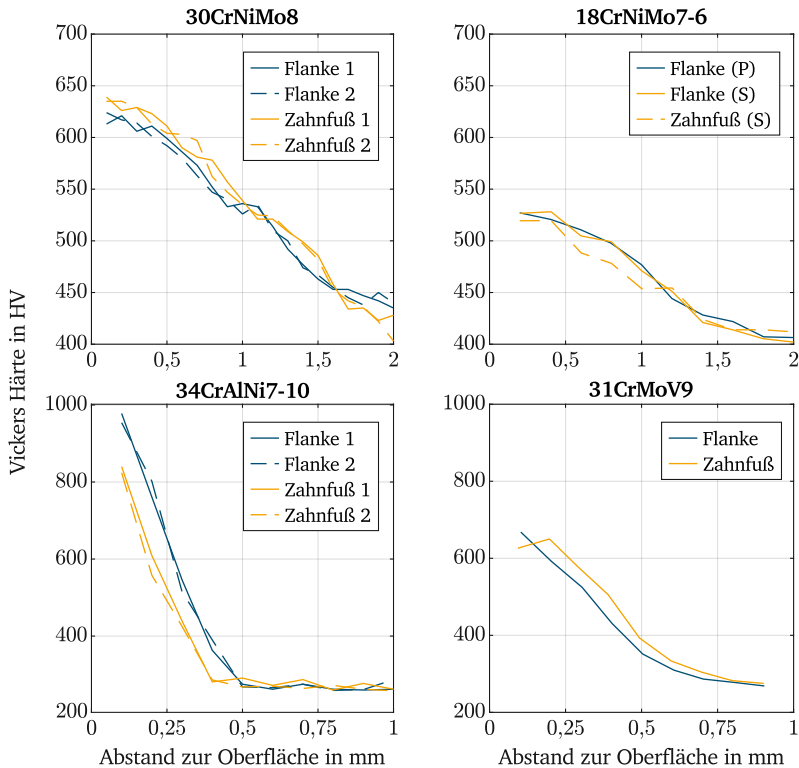 30CrNiMo8
700
650
600
550
500
450
400
0
0,5
1
1,5
2
Flanke 1
Flanke 2
Zahnfuß 1
Zahnfuß 2
18CrNiMo7-6
700
650
600
550
500
450
400
0
0,5
1
1,5
2
Flanke (P)
Flanke (S)
Zahnfuß (S)
Vickers Härte in HV
34CrAlNi7-10
1000
800
600
400
200
0
0,25
0,5
0,75
1
Flanke 1
Flanke 2
Zahnfuß 1
Zahnfuß 2
Abstand zur Oberfläche in mm
31CrMoV9
1000
800
600
400
200
0
0,25
0,5
0,75
1
Flanke
Zahnfuß
Abstand zur Oberfläche in mm